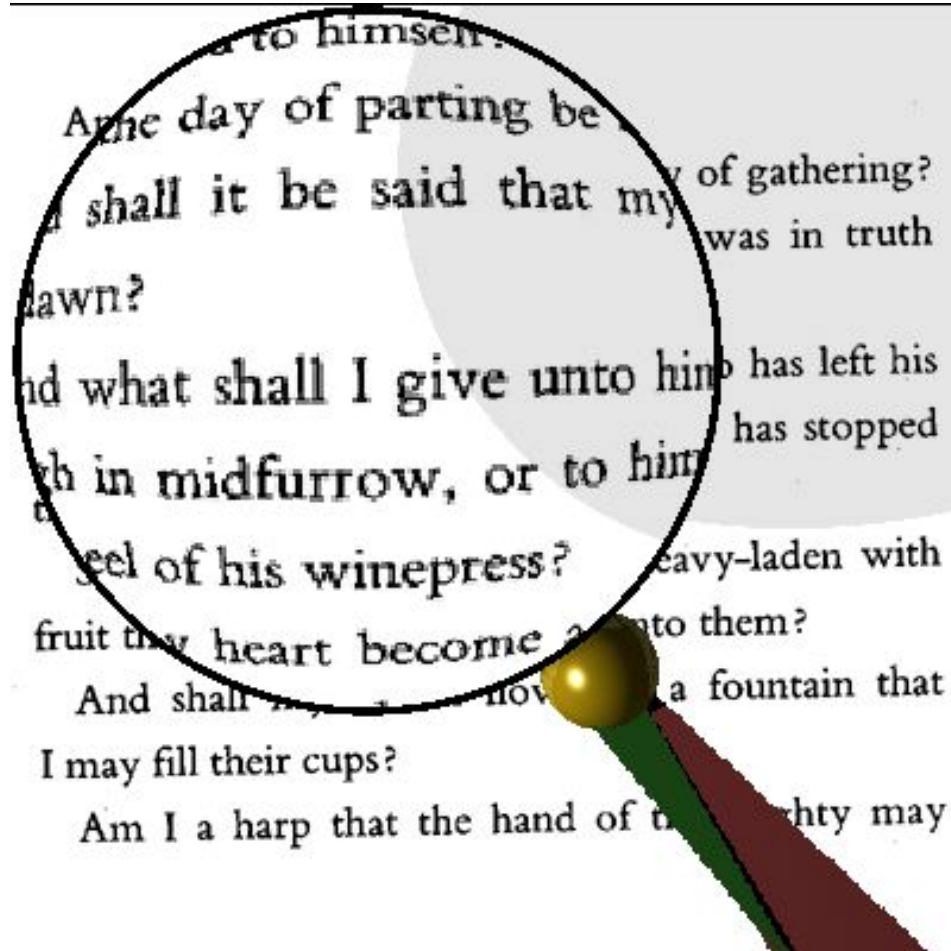 to himself?
the day of parting be of gathering?
shall it be said that my was in truth
dawn?
what shall I give unto him has left his
in midfurrow, or to him has stopped
of his winepress? heavy-laden with
fruit heart become unto them?
And shall a fountain that
I may fill their cups?
Am I a harp that the hand of may